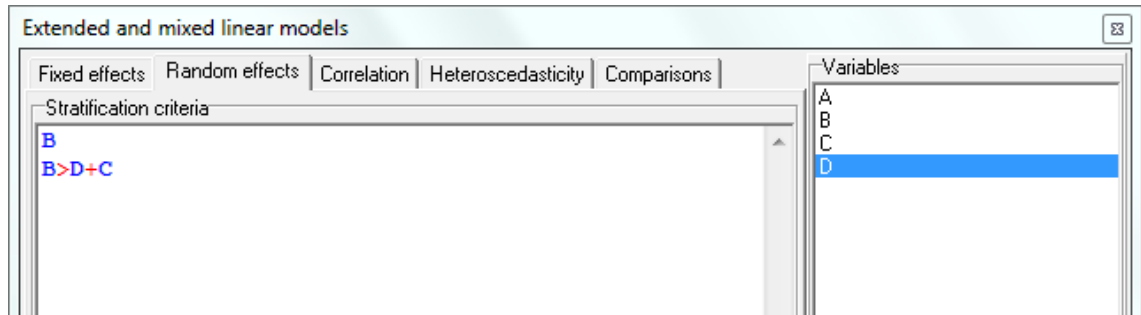 Extended and mixed linear models
Fixed effects Random effects Correlation Heteroscedasticity Comparisons
Stratification criteria
B
B>D+C
Variables
A
B
C
D